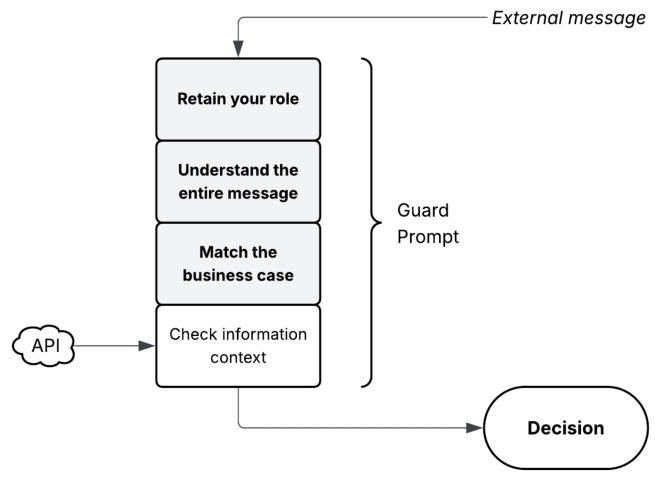 External message
Retain your role
Understand the
entire message
Match the
business case
Guard
Prompt
Check information
context
API
Decision